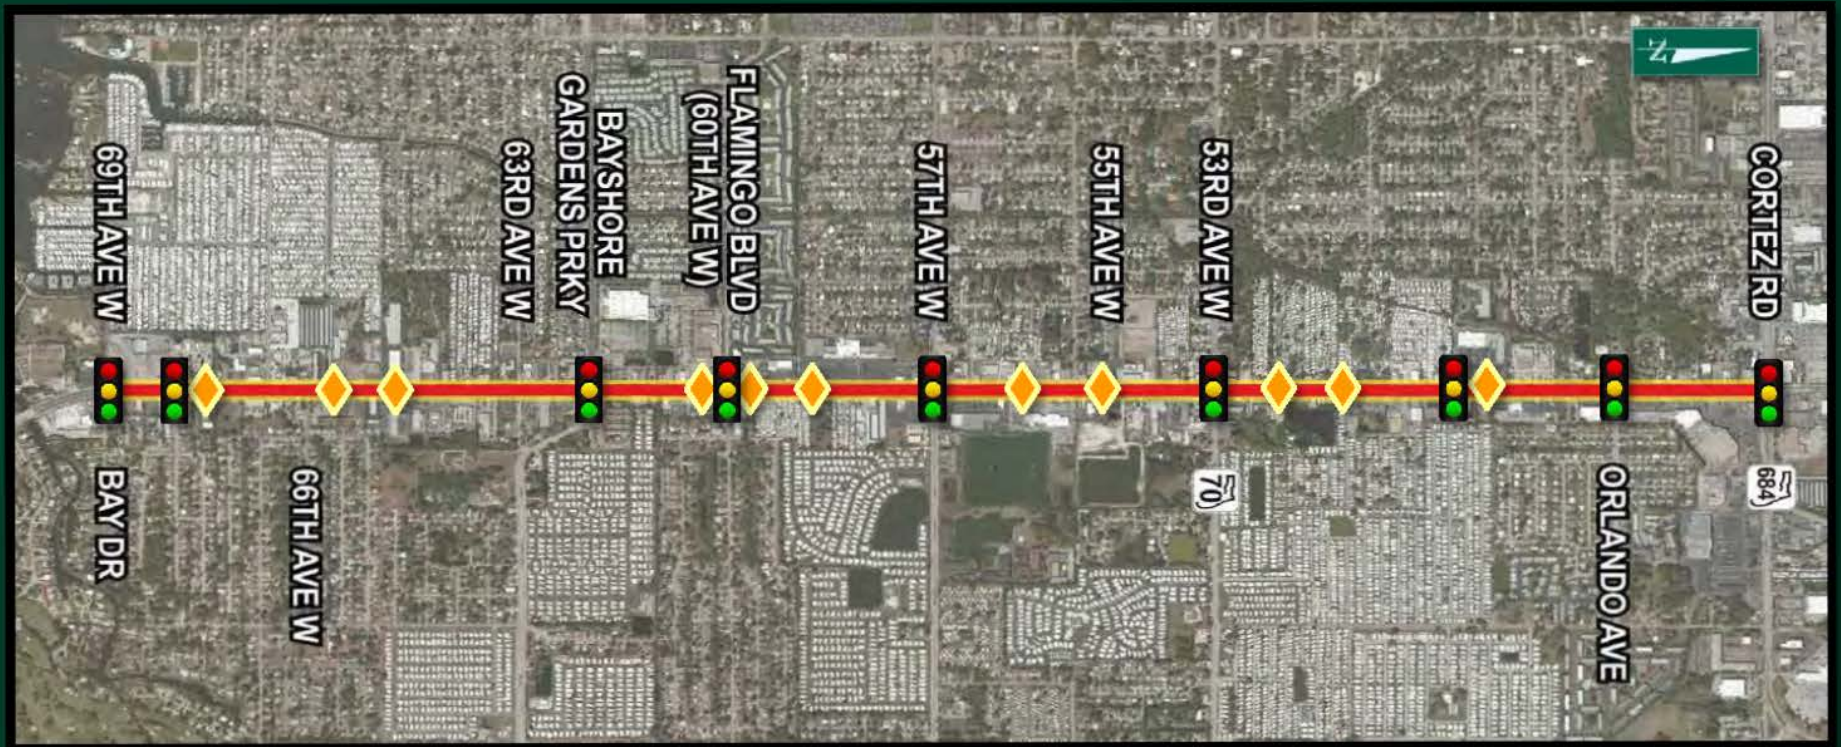 N
69TH AVE W
63RD AVE W
BAYSHORE
GARDENS PRKY
FLAMINGO BLVD
(60TH AVE W)
57TH AVE W
55TH AVE W
53RD AVE W
CORTEZ RD
BAY DR
66TH AVE W
70
ORLANDO AVE
684